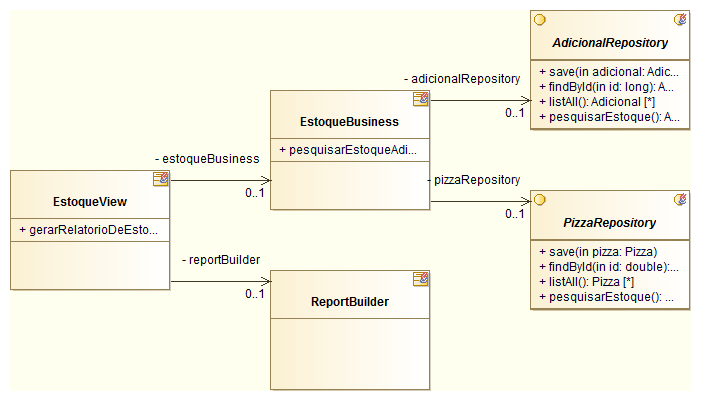 AdicionalRepository
+ save(in adicional: Adic...
+ findById(in id: long): A...
+ listAll(): Adicional [*]
+ pesquisarEstoque(): A...
- adicionalRepository
0..1
EstoqueBusiness
+ pesquisarEstoqueAdi...
- estoqueBusiness
0..1
- pizzaRepository
0..1
EstoqueView
+ gerarRelatorioDeEsto...
PizzaRepository
+ save(in pizza: Pizza)
+ findById(in id: double):...
+ listAll(): Pizza [*]
+ pesquisarEstoque(): ...
- reportBuilder
0..1
ReportBuilder